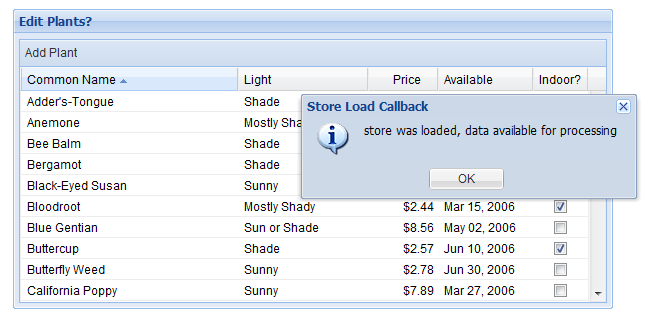 Edit Plants?
Add Plant
Common Name Light Price Available Indoor?
Adder's-Tongue Shade
Anemone Mostly Sha
Bee Balm Shade
Bergamot Shade
Black-Eyed Susan Sunny
Store Load Callback
store was loaded, data available for processing
OK
Bloodroot Mostly Shady $2.44 Mar 15, 2006
Blue Gentian Sun or Shade $8.56 May 02, 2006
Buttercup Shade $2.57 Jun 10, 2006
Butterfly Weed Sunny $2.78 Jun 30, 2006
California Poppy Sunny $7.89 Mar 27, 2006